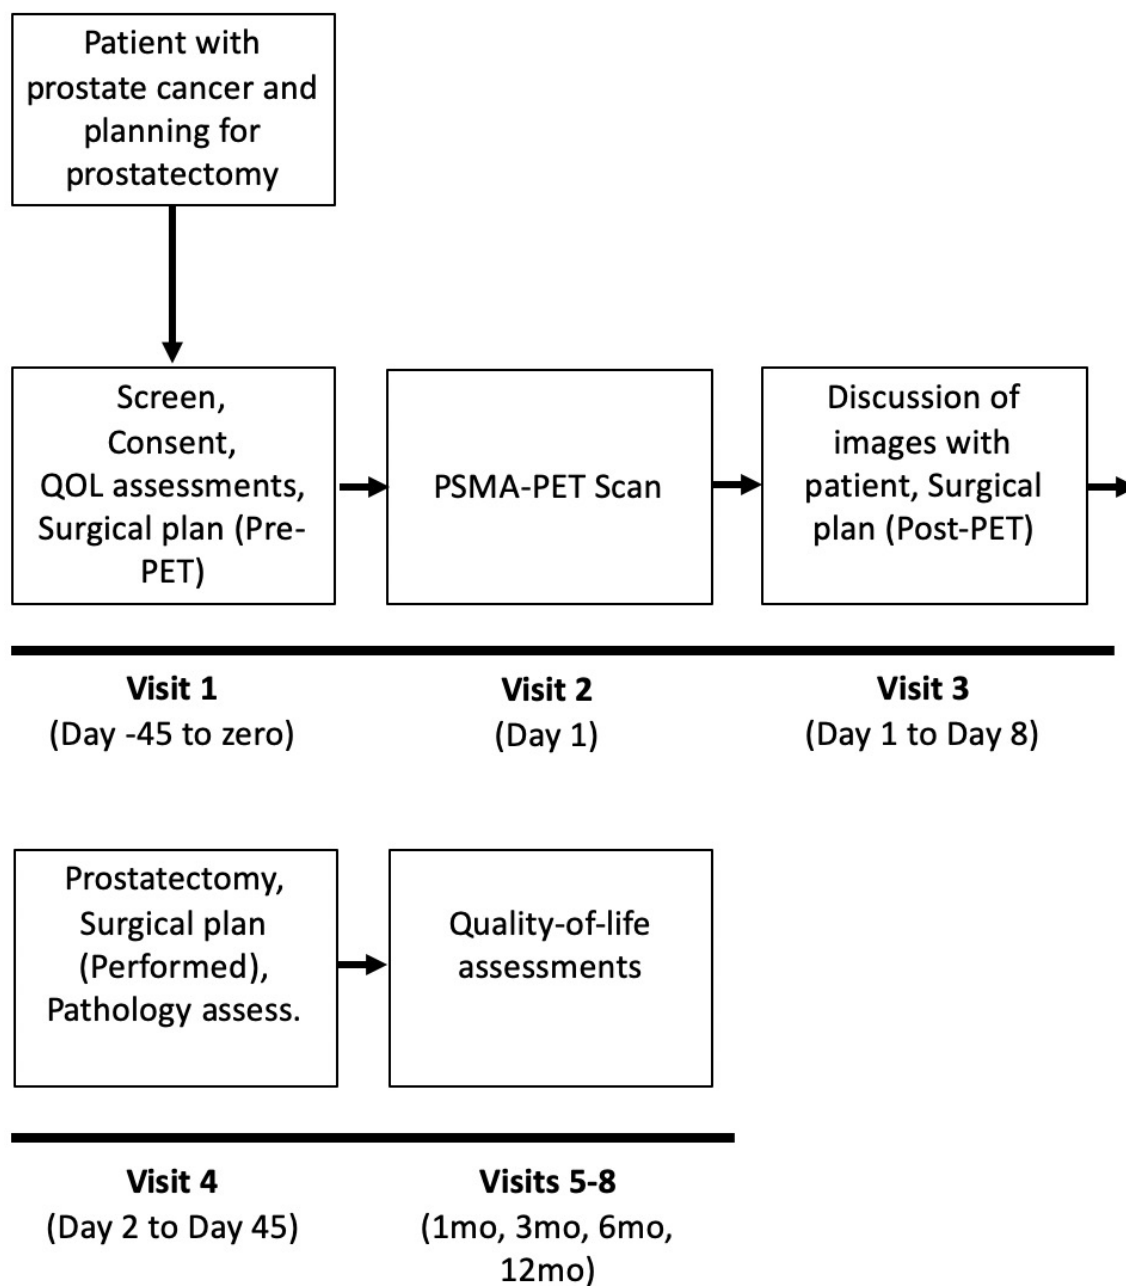 Patient with
prostate cancer and
planning for
prostatectomy
Screen,
Consent,
QOL assessments,
Surgical plan (Pre-
PET)
PSMA-PET Scan
Discussion of
images with
patient, Surgical
plan (Post-PET)
Visit 1
(Day -45 to zero)
Visit 2
(Day 1)
Visit 3
(Day 1 to Day 8)
Prostatectomy,
Surgical plan
(Performed),
Pathology assess.
Quality-of-life
assessments
Visit 4
(Day 2 to Day 45)
Visits 5-8
(1mo, 3mo, 6mo,
12mo)